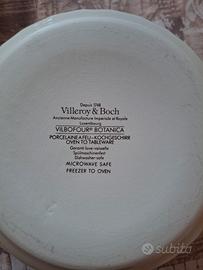 Depuis 1748
Villeroy & Boch
Ancienne Manufacture Impériale et Royale
Luxembourg
VILBOFOUR® BOTANICA
PORCELAINE A FEU - KOCHGESCHIRR
OVEN TO TABLEWARE
Garanti lave-vaisselle
Spülmaschinenfest
Dishwasher-safe
MICROWAVE SAFE
FREEZER TO OVEN
subito